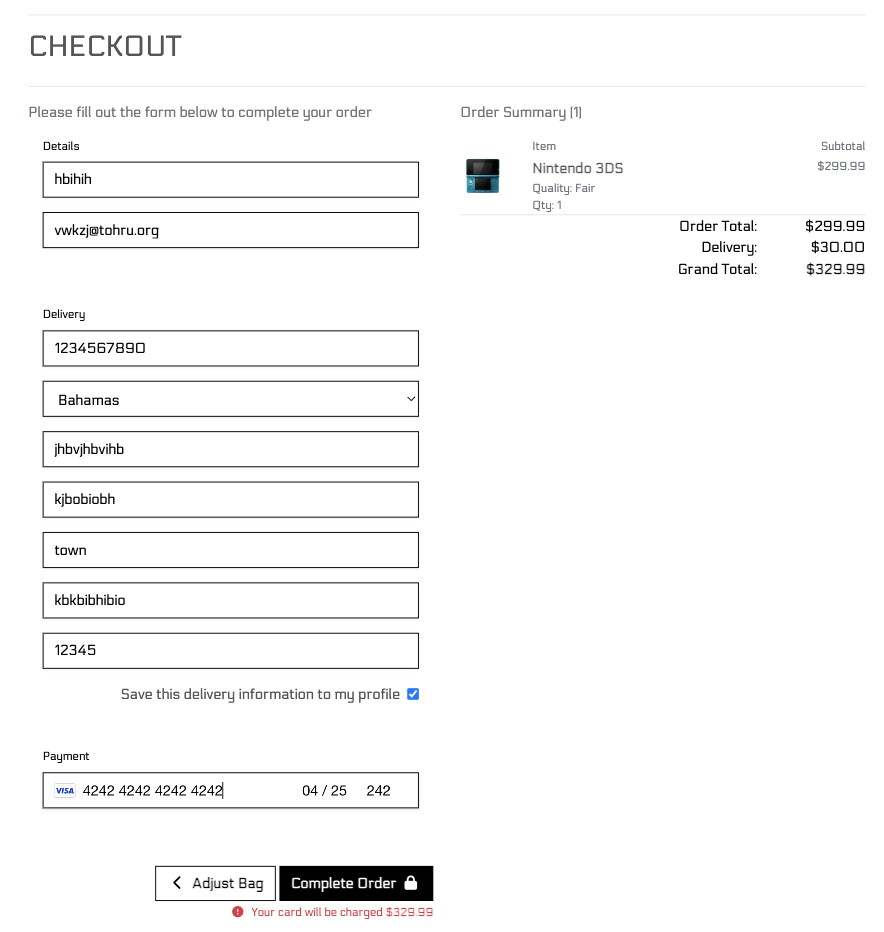 CHECKOUT
Please fill out the form below to complete your order
Details
hbihih
vwkzj@tohru.org
Delivery
1234567890
Bahamas
jhbvjhbvihb
kjbobiobh
town
kbkbibhibio
12345
Save this delivery information to my profile
Payment
VISA 4242 4242 4242 4242 04 / 25 242
Adjust Bag Complete Order
Your card will be charged $329.99
Order Summary (1)
Item Subtotal
Nintendo 3DS $299.99
Quality: Fair
Qty: 1
Order Total: $299.99
Delivery: $30.00
Grand Total: $329.99